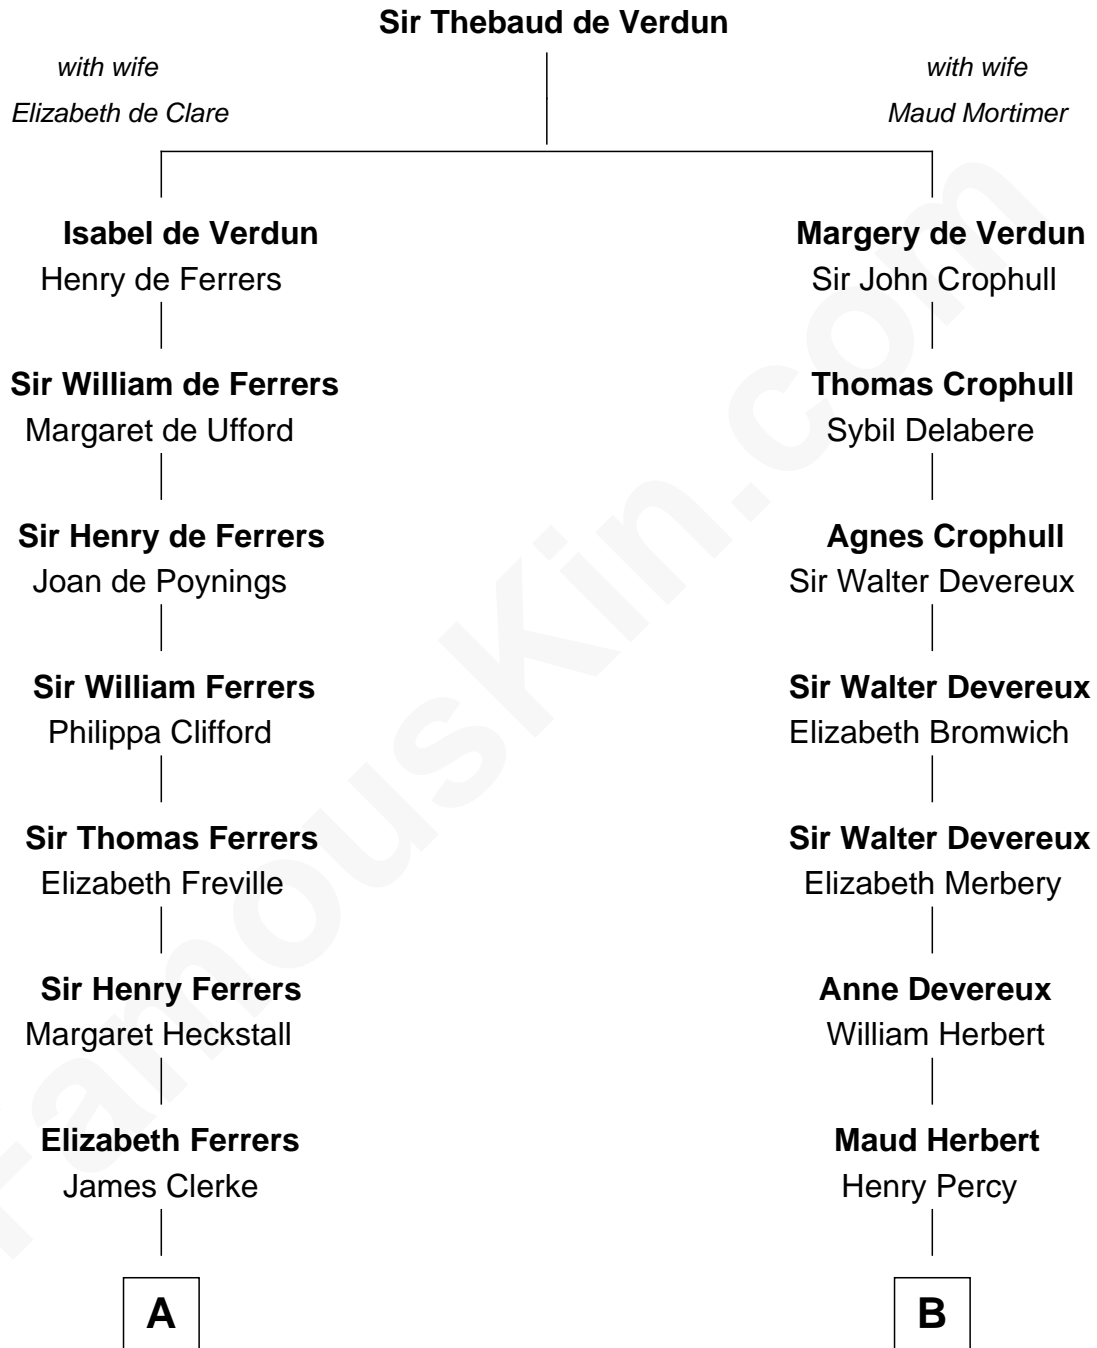 Sir Thebaud de Verdun
with wife
Elizabeth de Clare
with wife
Maud Mortimer
Isabel de Verdun
Henry de Ferrers
Margery de Verdun
Sir John Crophull
Sir William de Ferrers
Margaret de Ufford
Thomas Crophull
Sybil Delabere
Sir Henry de Ferrers
Joan de Poynings
Agnes Crophull
Sir Walter Devereux
Sir William Ferrers
Philippa Clifford
Sir Walter Devereux
Elizabeth Bromwich
Sir Thomas Ferrers
Elizabeth Freville
Sir Walter Devereux
Elizabeth Merbery
Sir Henry Ferrers
Margaret Heckstall
Anne Devereux
William Herbert
Elizabeth Ferrers
James Clerke
Maud Herbert
Henry Percy
A
B
FamousKin.com